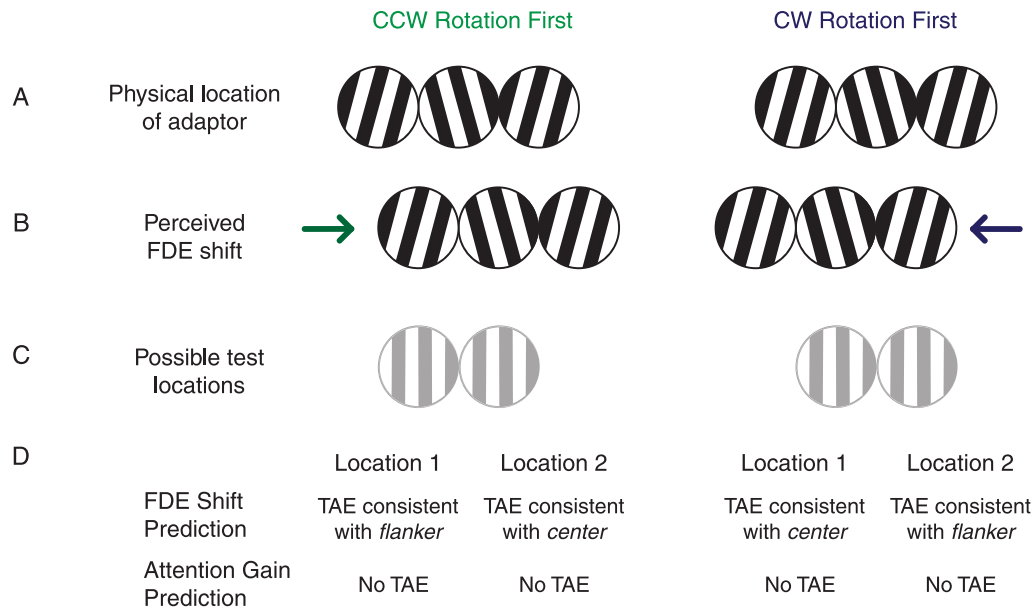 CCW Rotation First
CW Rotation First
A
Physical location
of adaptor
B
Perceived
FDE shift
C
Possible test
locations
D
Location 1
Location 2
Location 1
Location 2
FDE Shift
Prediction
TAE consistent
with flanker
TAE consistent
with center
TAE consistent
with center
TAE consistent
with flanker
Attention Gain
Prediction
No TAE
No TAE
No TAE
No TAE